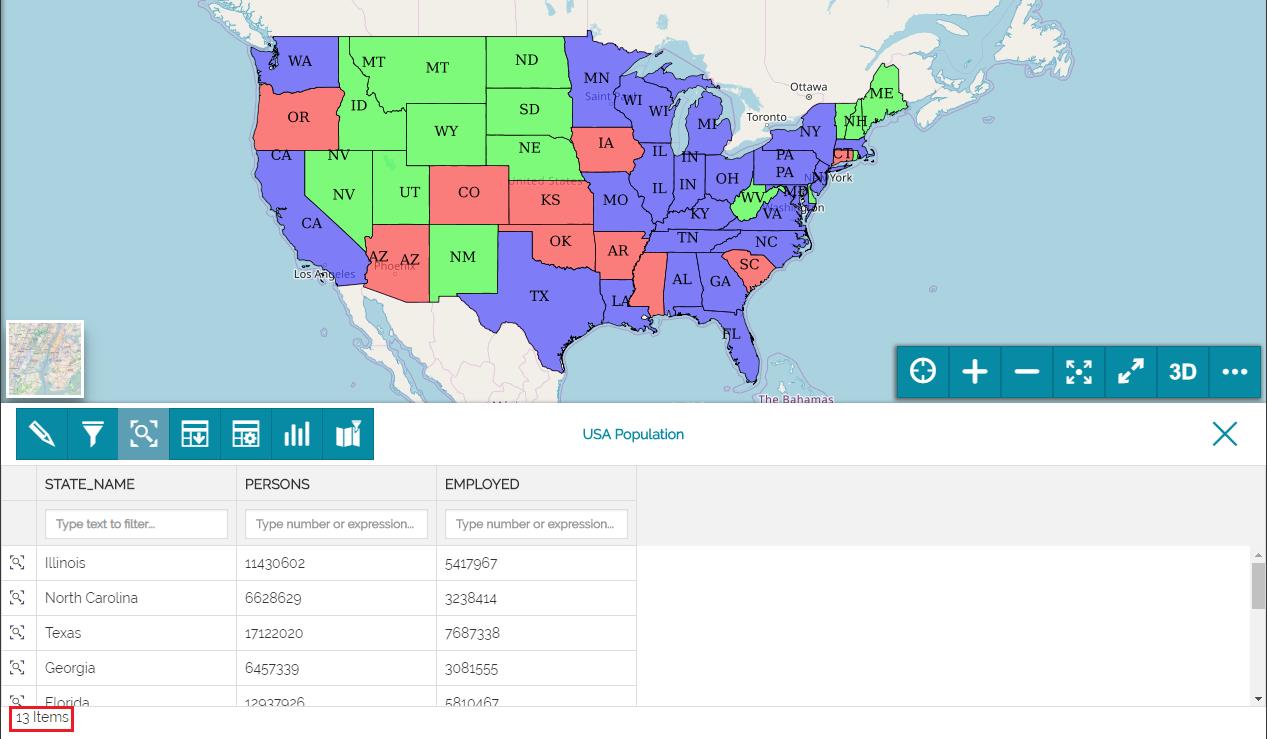 Ottawa
WA
MT
MT
ND
MN
Saint Pa
ME
ID
OR
WY
SD
WI
WI
MI
Toronto
NH
NY
CA
NV
NE
IA
IL
IN
PA
CT
NV
UT
CO
United States
KS
MO
IL
IN
OH
PA
New York
NJ
WV
MD
Washington
CA
KY
VA
AZ
AZ
Phoenix
NM
OK
AR
TN
NC
Los Angeles
SC
TX
LA
AL
GA
FL
The Bahamas
3D
USA Population
STATE_NAME PERSONS EMPLOYED
Type text to filter... Type number or expression... Type number or expression...
Illinois 11430602 5417967
North Carolina 6628629 3238414
Texas 17122020 7687338
Georgia 6457339 3081555
Florida 12937926 5810467
13 Items